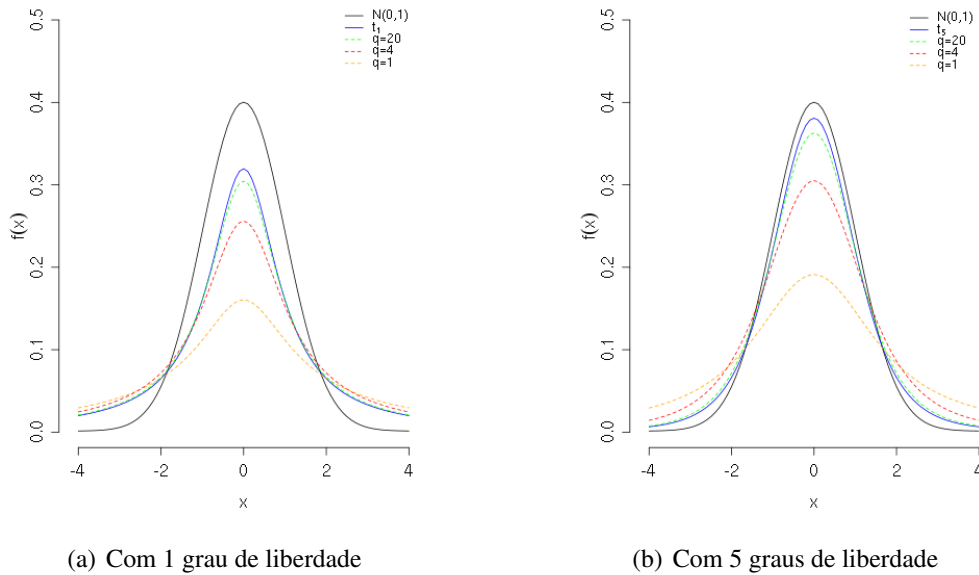 N(0,1)
t1
q=20
q=4
q=1
0.5
0.4
0.3
0.2
0.1
0.0
f(x)
-4
-2
0
2
4
x
(a) Com 1 grau de liberdade
N(0,1)
t5
q=20
q=4
q=1
0.5
0.4
0.3
0.2
0.1
0.0
f(x)
-4
-2
0
2
4
x
(b) Com 5 graus de liberdade